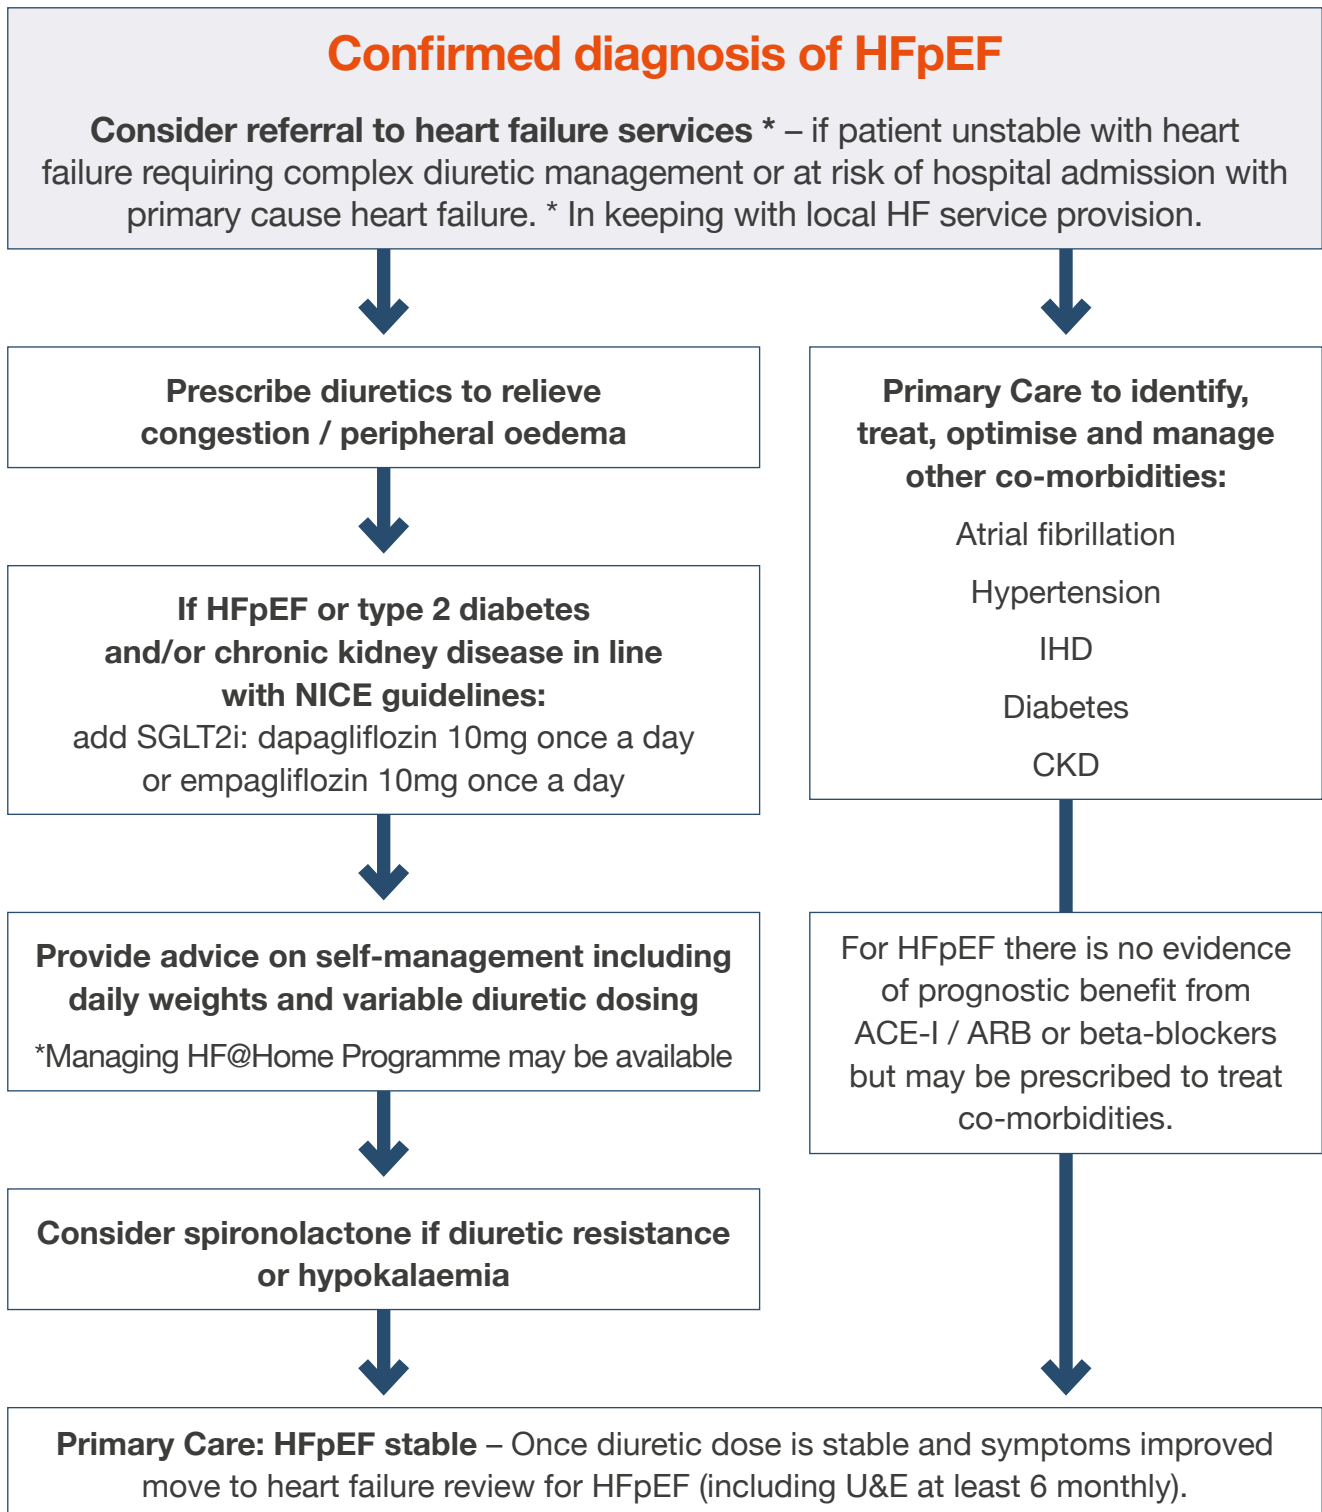 Confirmed diagnosis of HFpEF
Consider referral to heart failure services * – if patient unstable with heart
failure requiring complex diuretic management or at risk of hospital admission with
primary cause heart failure. * In keeping with local HF service provision.
Prescribe diuretics to relieve
congestion / peripheral oedema
If HFpEF or type 2 diabetes
and/or chronic kidney disease in line
with NICE guidelines:
add SGLT2i: dapagliflozin 10mg once a day
or empagliflozin 10mg once a day
Provide advice on self-management including
daily weights and variable diuretic dosing
*Managing HF@Home Programme may be available
Consider spironolactone if diuretic resistance
or hypokalaemia
Primary Care to identify,
treat, optimise and manage
other co-morbidities:
Atrial fibrillation
Hypertension
IHD
Diabetes
CKD
For HFpEF there is no evidence
of prognostic benefit from
ACE-I / ARB or beta-blockers
but may be prescribed to treat
co-morbidities.
Primary Care: HFpEF stable – Once diuretic dose is stable and symptoms improved
move to heart failure review for HFpEF (including U&E at least 6 monthly).